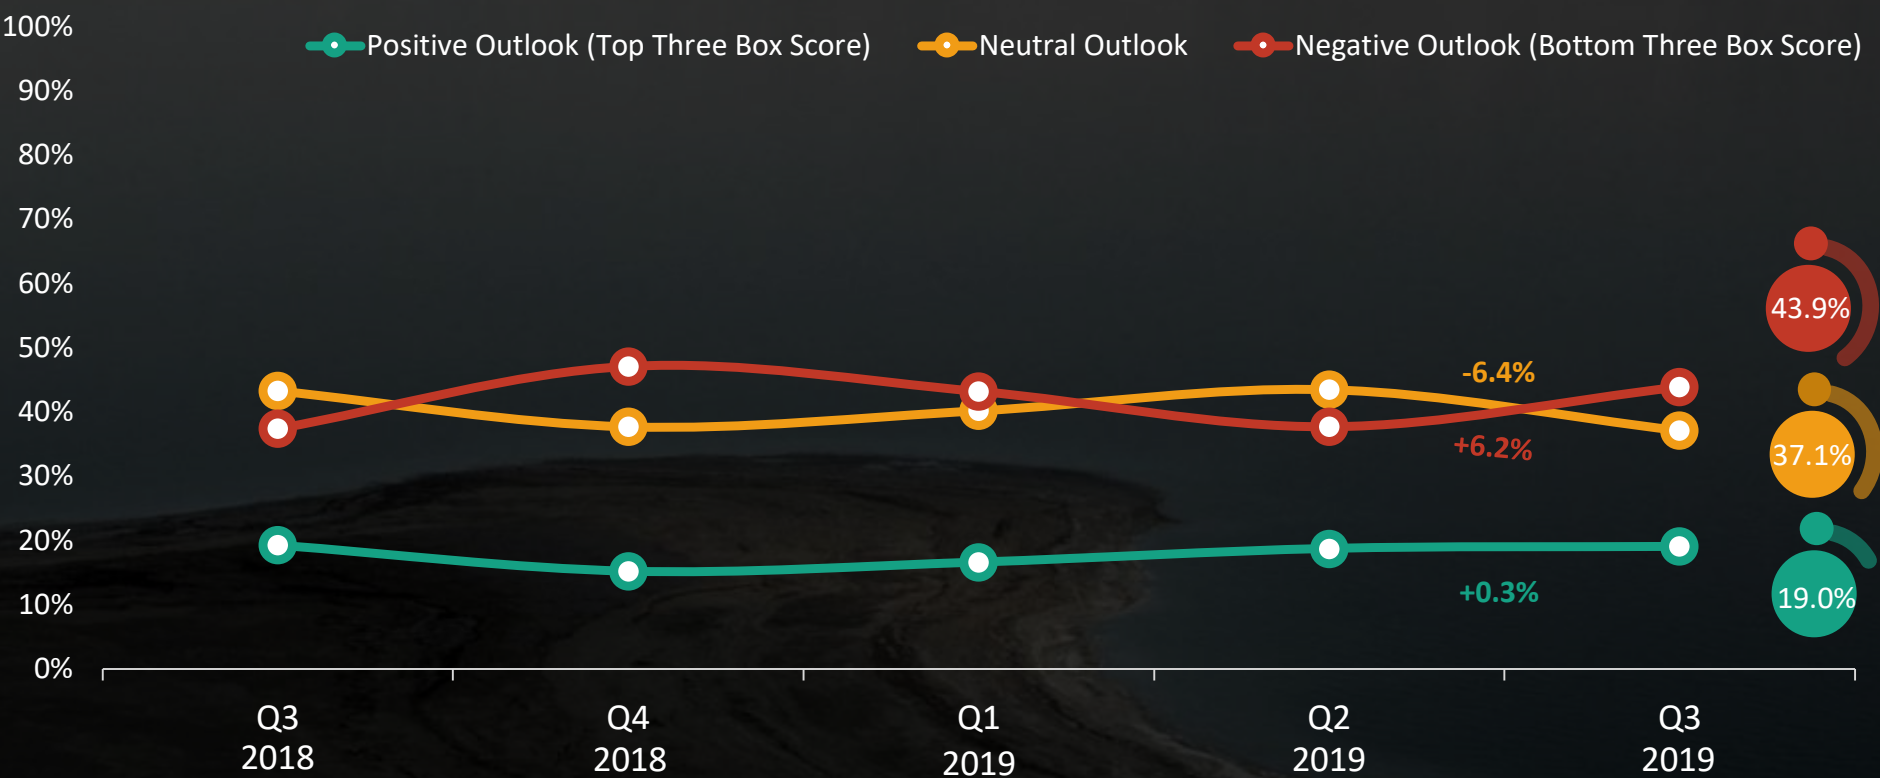 100%
Positive Outlook (Top Three Box Score)
Neutral Outlook
Negative Outlook (Bottom Three Box Score)
90%
80%
70%
60%
50%
40%
30%
20%
10%
0%
-6.4%
+6.2%
+0.3%
43.9%
37.1%
19.0%
Q3
2018
Q4
2018
Q1
2019
Q2
2019
Q3
2019